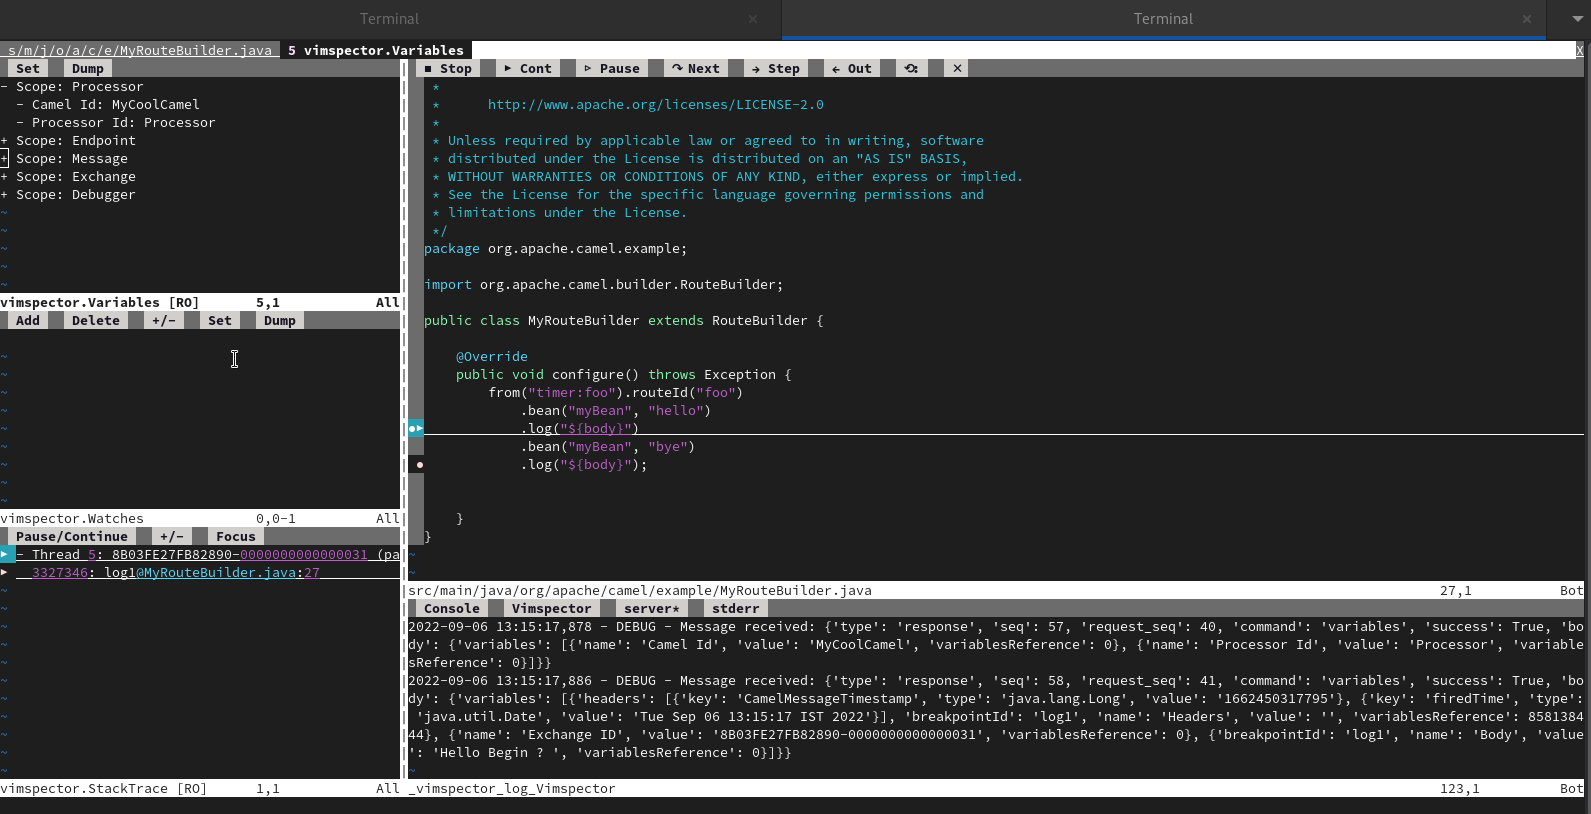 Terminal × Terminal ×
s/m/j/o/a/c/e/MyRouteBuilder.java 5 vimspector.Variables X
Set Dump
- Scope: Processor
- Camel Id: MyCoolCamel
- Processor Id: Processor
+ Scope: Endpoint
+ Scope: Message
+ Scope: Exchange
+ Scope: Debugger
~
~
~
~
~
vimspector.Variables [RO] 5,1 All
Add Delete +/- Set Dump
~
~
~
~
~
~
~
~
~
vimspector.Watches 0,0-1 All
Pause/Continue +/- Focus
▸ - Thread 5: 8B03FE27FB82890-0000000000000031 (pa
▸ 3327346: log1@MyRouteBuilder.java:27
~
~
~
~
~
~
~
~
~
~
~
vimspector.StackTrace [RO] 1,1 All
■ Stop ▸ Cont ▹ Pause ↷ Next → Step ← Out ⟲: ✕
*
* http://www.apache.org/licenses/LICENSE-2.0
*
* Unless required by applicable law or agreed to in writing, software
* distributed under the License is distributed on an "AS IS" BASIS,
* WITHOUT WARRANTIES OR CONDITIONS OF ANY KIND, either express or implied.
* See the License for the specific language governing permissions and
* limitations under the License.
*/
package org.apache.camel.example;
import org.apache.camel.builder.RouteBuilder;
public class MyRouteBuilder extends RouteBuilder {
@Override
public void configure() throws Exception {
from("timer:foo").routeId("foo")
.bean("myBean", "hello")
●▸ .log("${body}")
.bean("myBean", "bye")
● .log("${body}");
}
}
~
~
src/main/java/org/apache/camel/example/MyRouteBuilder.java 27,1 Bot
Console Vimspector server* stderr
2022-09-06 13:15:17,878 - DEBUG - Message received: {'type': 'response', 'seq': 57, 'request_seq': 40, 'command': 'variables', 'success': True, 'bo
dy': {'variables': [{'name': 'Camel Id', 'value': 'MyCoolCamel', 'variablesReference': 0}, {'name': 'Processor Id', 'value': 'Processor', 'variable
sReference': 0}]}}
2022-09-06 13:15:17,886 - DEBUG - Message received: {'type': 'response', 'seq': 58, 'request_seq': 41, 'command': 'variables', 'success': True, 'bo
dy': {'variables': [{'headers': [{'key': 'CamelMessageTimestamp', 'type': 'java.lang.Long', 'value': '1662450317795'}, {'key': 'firedTime', 'type':
'java.util.Date', 'value': 'Tue Sep 06 13:15:17 IST 2022'}], 'breakpointId': 'log1', 'name': 'Headers', 'value': '', 'variablesReference': 8581384
44}, {'name': 'Exchange ID', 'value': '8B03FE27FB82890-0000000000000031', 'variablesReference': 0}, {'breakpointId': 'log1', 'name': 'Body', 'value
': 'Hello Begin ? ', 'variablesReference': 0}]}}
~
_vimspector_log_Vimspector 123,1 Bot